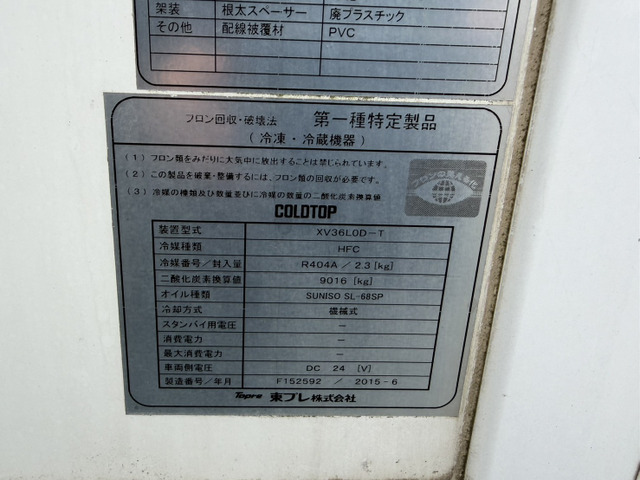 架装 根太スペーサー 廃プラスチック
その他 配線被覆材 PVC
フロン回収・破壊法 第一種特定製品
(冷凍・冷蔵機器)
(1) フロン類をみだりに大気中に放出することは禁じられています。
(2) この製品を破棄・整備するには、フロン類の回収が必要です。
(3) 冷媒の種類及び数量並びに冷媒の数量の二酸化炭素換算値
フロンの見える化
COLDTOP
装置型式 XV36L0D-T
冷媒種類 HFC
冷媒番号/封入量 R404A / 2.3 [kg]
二酸化炭素換算値 9016 [kg]
オイル種類 SUNISO SL-68SP
冷却方式 機械式
スタンバイ用電圧 －
消費電力 －
最大消費電力 －
車両側電圧 DC 24 [V]
製造番号/年月 F152592 / 2015-6
Topre 東プレ株式会社